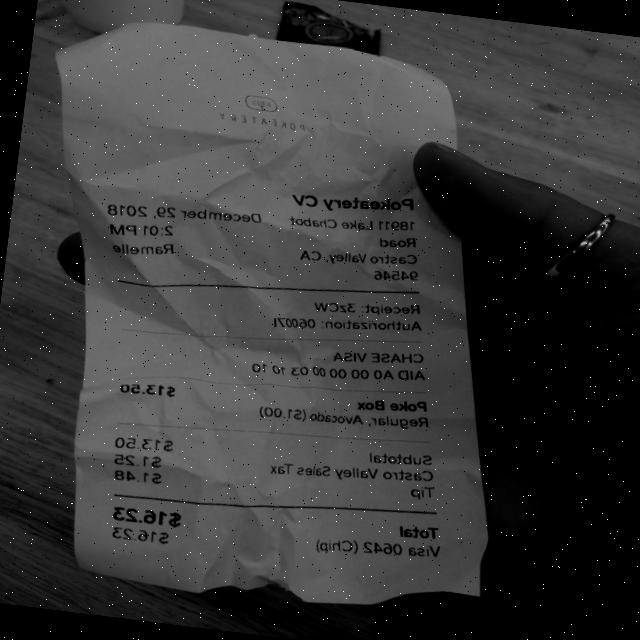 POKEATERY
Pokeatery CV December 29, 2018
18911 Lake Chabot 2:01 PM
Road Ramelle
Castro Valley, CA
94546
Receipt: 3zCW
Authorization: 06007I
CHASE VISA
AID A0 00 00 00 03 10 10
Poke Box $13.50
Regular, Avocado ($1.00)
Subtotal $13.50
Castro Valley Sales Tax $1.25
Tip $1.48
Total $16.23
Visa 0642 (Chip) $16.23